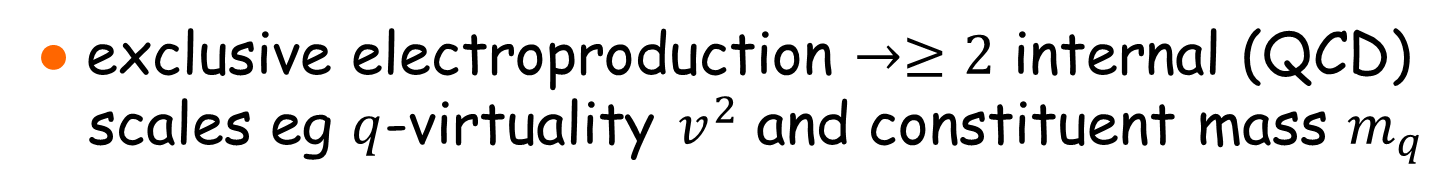 • exclusive electroproduction →≥ 2 internal (QCD)
scales eg q-virtuality v² and constituent mass m_q